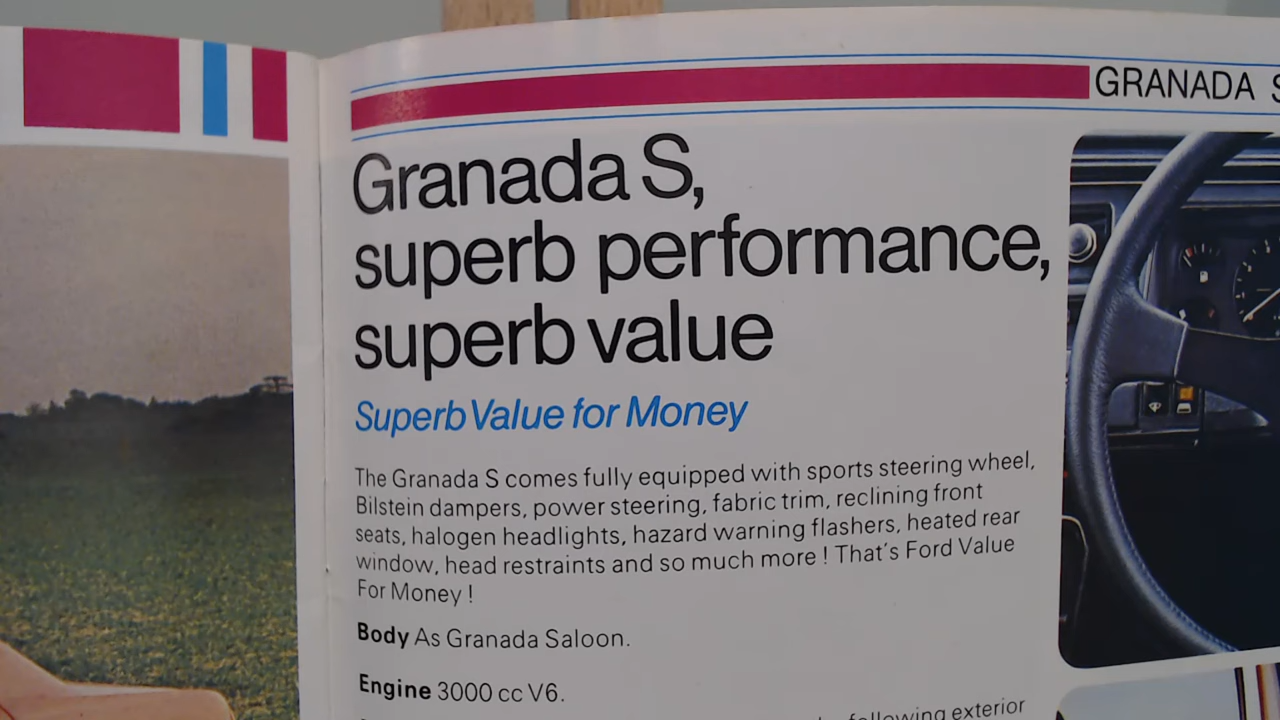 GRANADA S
Granada S,
superb performance,
superb value
Superb Value for Money
The Granada S comes fully equipped with sports steering wheel,
Bilstein dampers, power steering, fabric trim, reclining front
seats, halogen headlights, hazard warning flashers, heated rear
window, head restraints and so much more ! That's Ford Value
For Money !
Body As Granada Saloon.
Engine 3000 cc V6.
following exterior